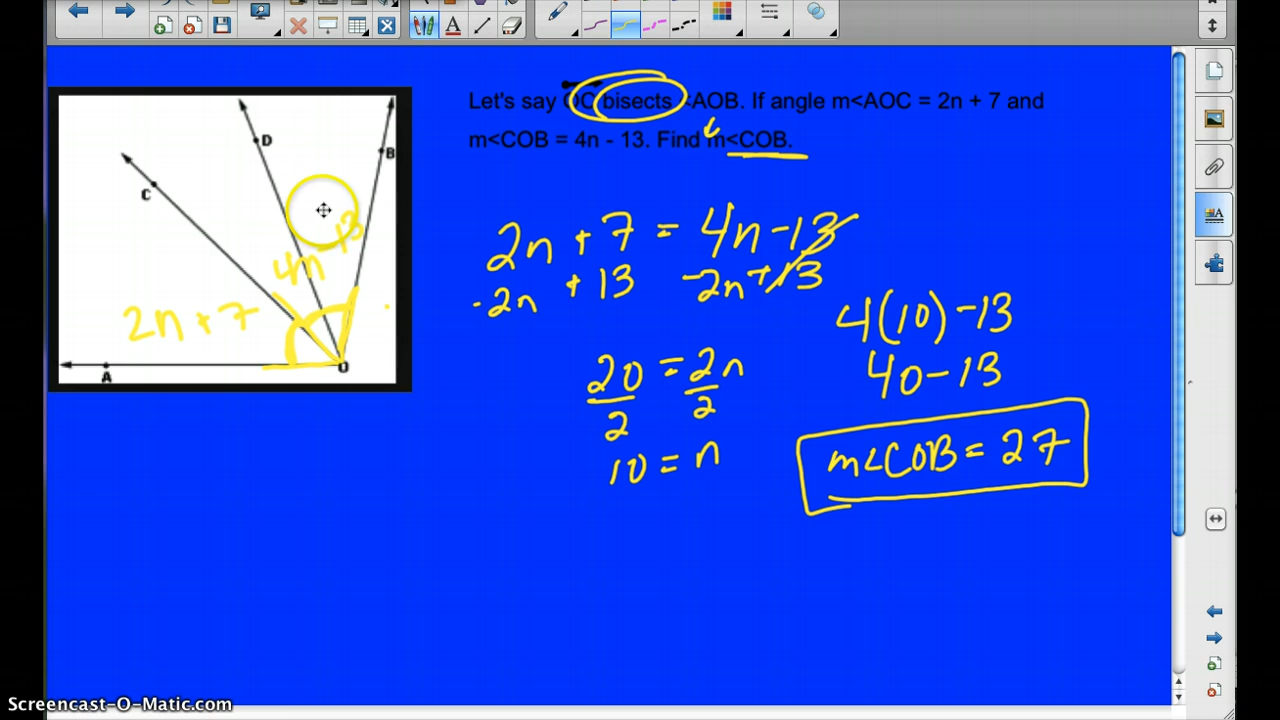 Let's say OC bisects <AOB. If angle m<AOC = 2n + 7 and
m<COB = 4n - 13. Find m<COB.
D
B
C
A
O
4n - 13
2n + 7
2n + 7 = 4n - 13
-2n + 13 -2n + 13
20 = 2n
2 2
10 = n
4(10) - 13
40 - 13
m<COB = 27
Screencast-O-Matic.com